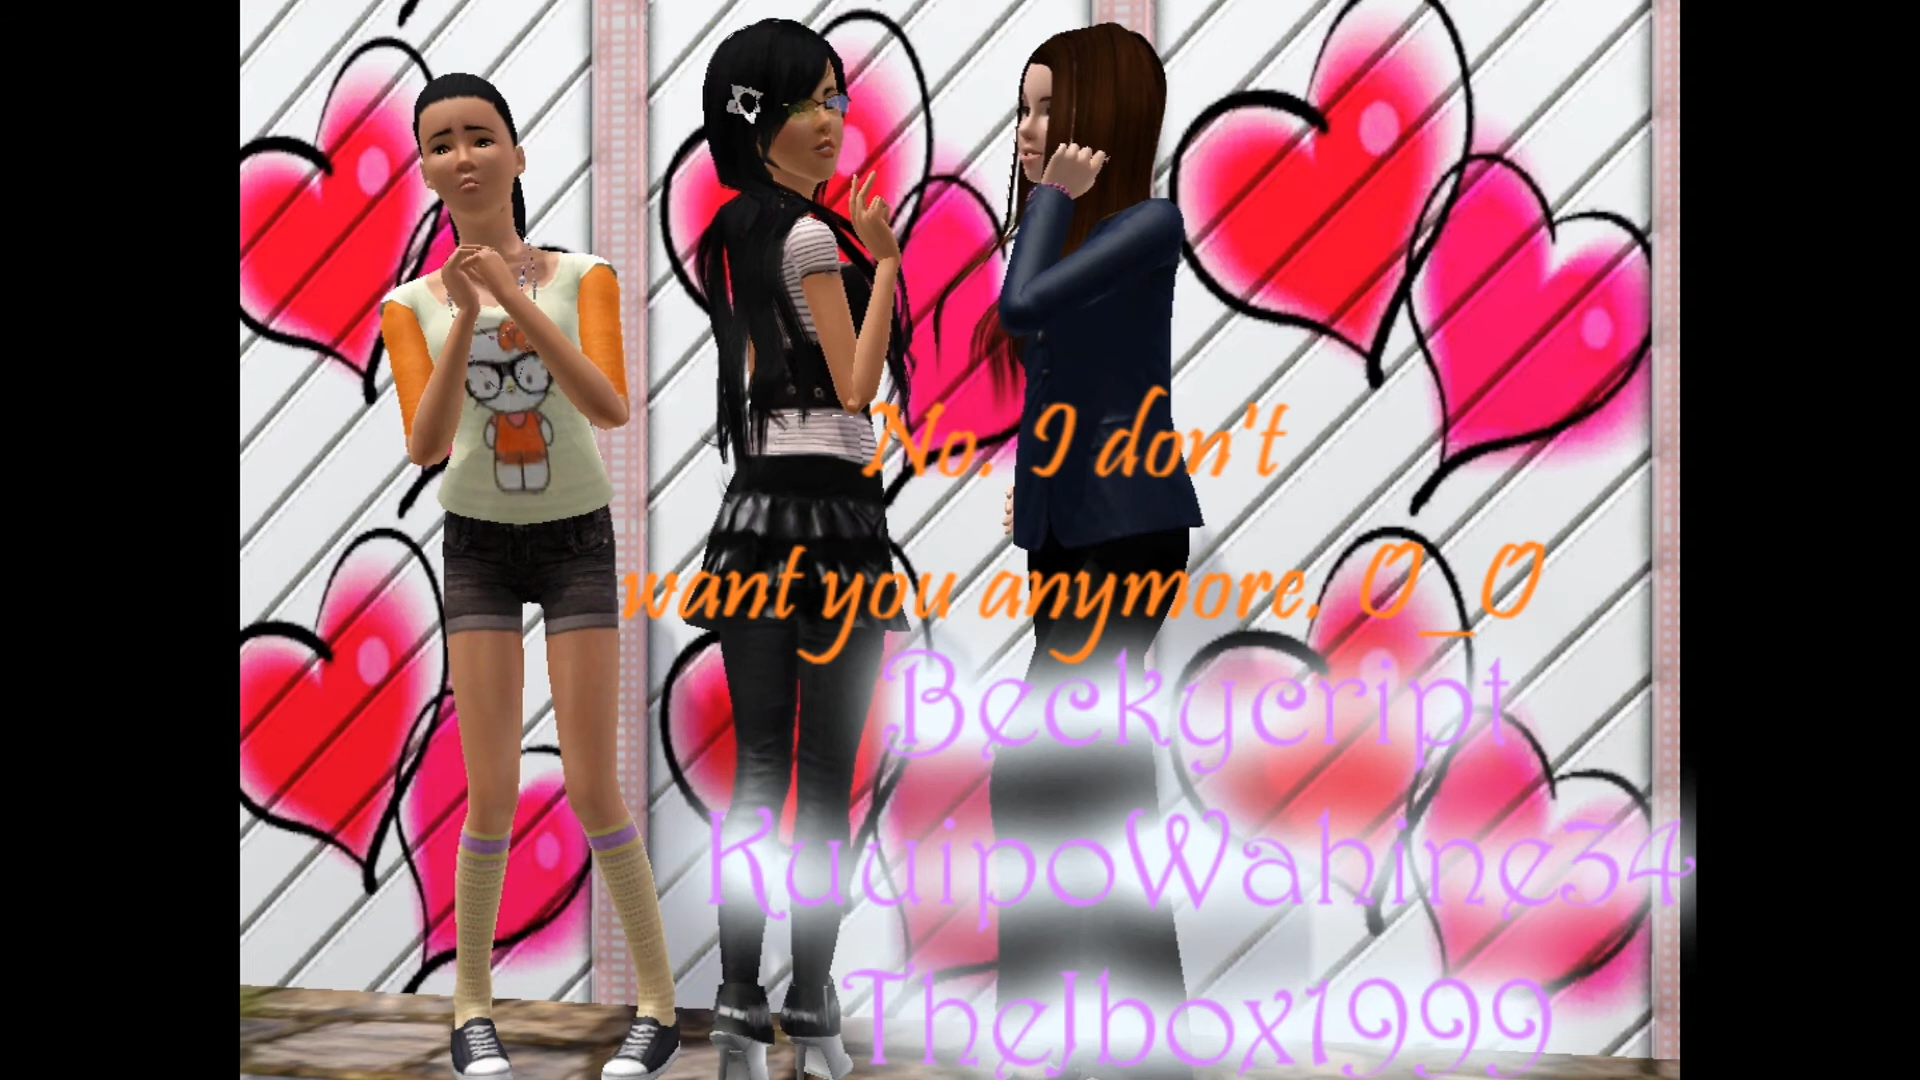 No. I don't
want you anymore. O_O
Beckycript
KuuipoWahine34
TheJbox1999